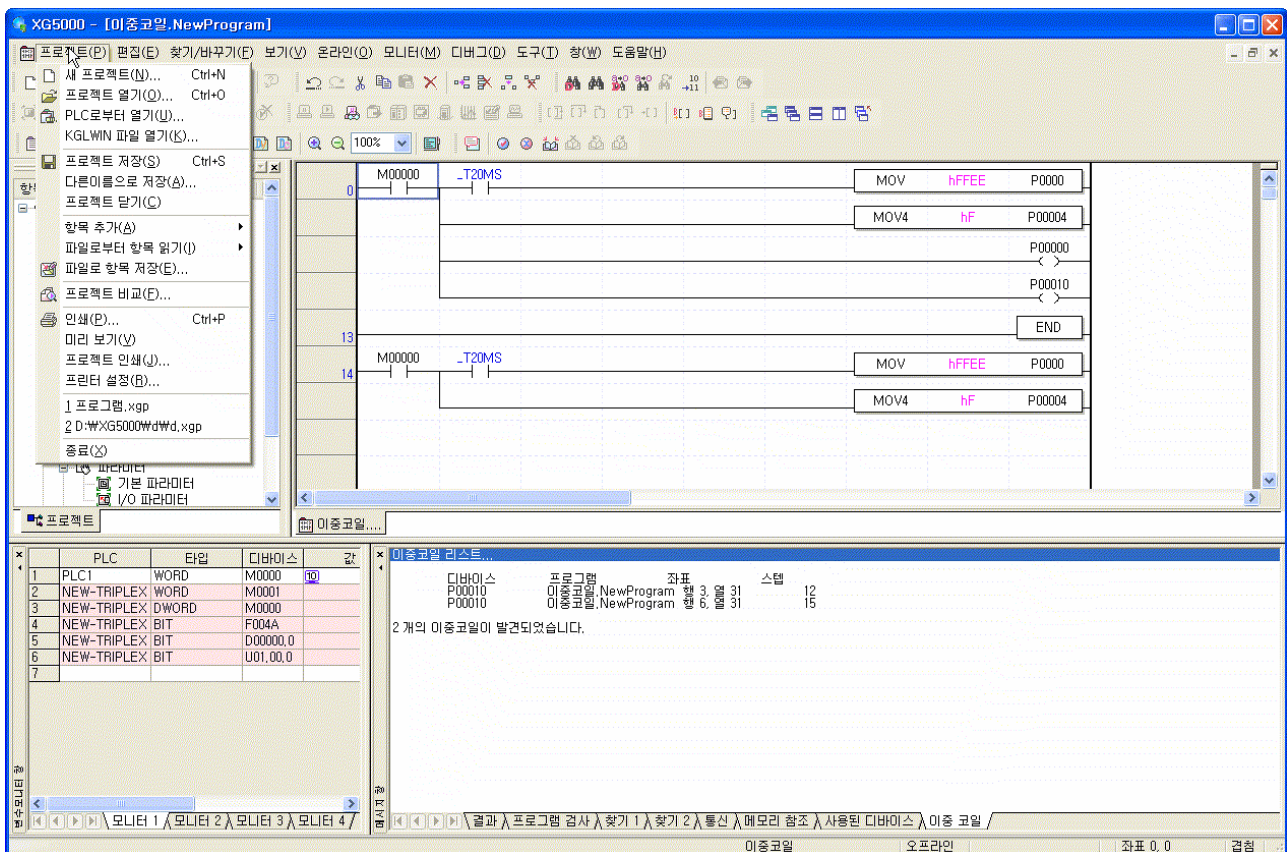 XG5000 - [이중코일.NewProgram]
프로젝트(P) 편집(E) 찾기/바꾸기(F) 보기(V) 온라인(O) 모니터(M) 디버그(D) 도구(T) 창(W) 도움말(H)
새 프로젝트(N)... Ctrl+N
프로젝트 열기(O)... Ctrl+O
PLC로부터 열기(U)...
KGLWIN 파일 열기(K)...
프로젝트 저장(S) Ctrl+S
다른이름으로 저장(A)...
프로젝트 닫기(C)
항목 추가(A)
파일로부터 항목 읽기(I)
파일로 항목 저장(E)...
프로젝트 비교(F)...
인쇄(P)... Ctrl+P
미리 보기(V)
프로젝트 인쇄(J)...
프린터 설정(R)...
1 프로그램.xgp
2 D:₩XG5000₩d₩d.xgp
종료(X)
파라미터
기본 파라미터
I/O 파라미터
프로젝트
100%
M00000 _T20MS MOV hFFEE P0000
0
MOV4 hF P00004
P00000
P00010
END
13
M00000 _T20MS MOV hFFEE P0000
14
MOV4 hF P00004
이중코일....
PLC 타입 디바이스 값
1 PLC1 WORD M0000 10
2 NEW-TRIPLEX WORD M0001
3 NEW-TRIPLEX DWORD M0000
4 NEW-TRIPLEX BIT F004A
5 NEW-TRIPLEX BIT D00000.0
6 NEW-TRIPLEX BIT U01.00.0
7
모니터 1 모니터 2 모니터 3 모니터 4
이중코일 리스트...
디바이스 프로그램 좌표 스텝
P00010 이중코일.NewProgram 행 3, 열 31 12
P00010 이중코일.NewProgram 행 6, 열 31 15
2 개의 이중코일이 발견되었습니다.
결과 프로그램 검사 찾기 1 찾기 2 통신 메모리 참조 사용된 디바이스 이중 코일
이중코일 오프라인 좌표 0, 0 겹침